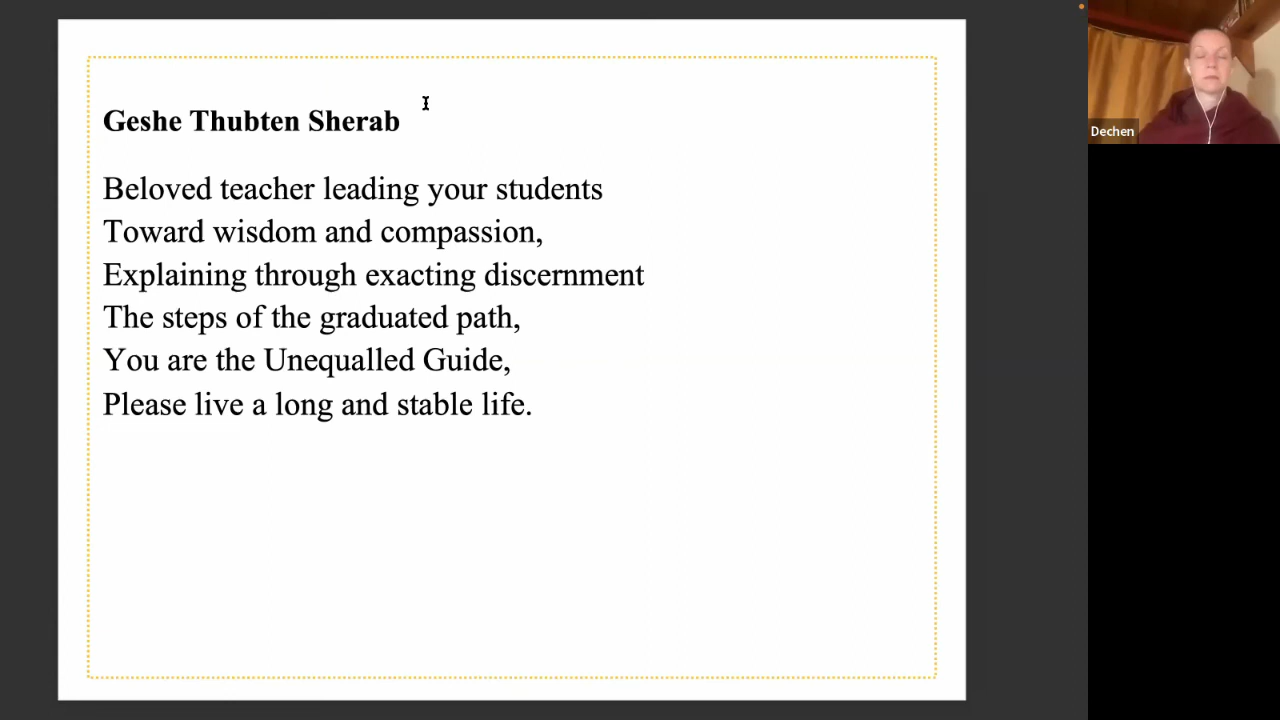 Geshe Thubten Sherab
Beloved teacher leading your students
Toward wisdom and compassion,
Explaining through exacting discernment
The steps of the graduated path,
You are the Unequalled Guide,
Please live a long and stable life.
Dechen